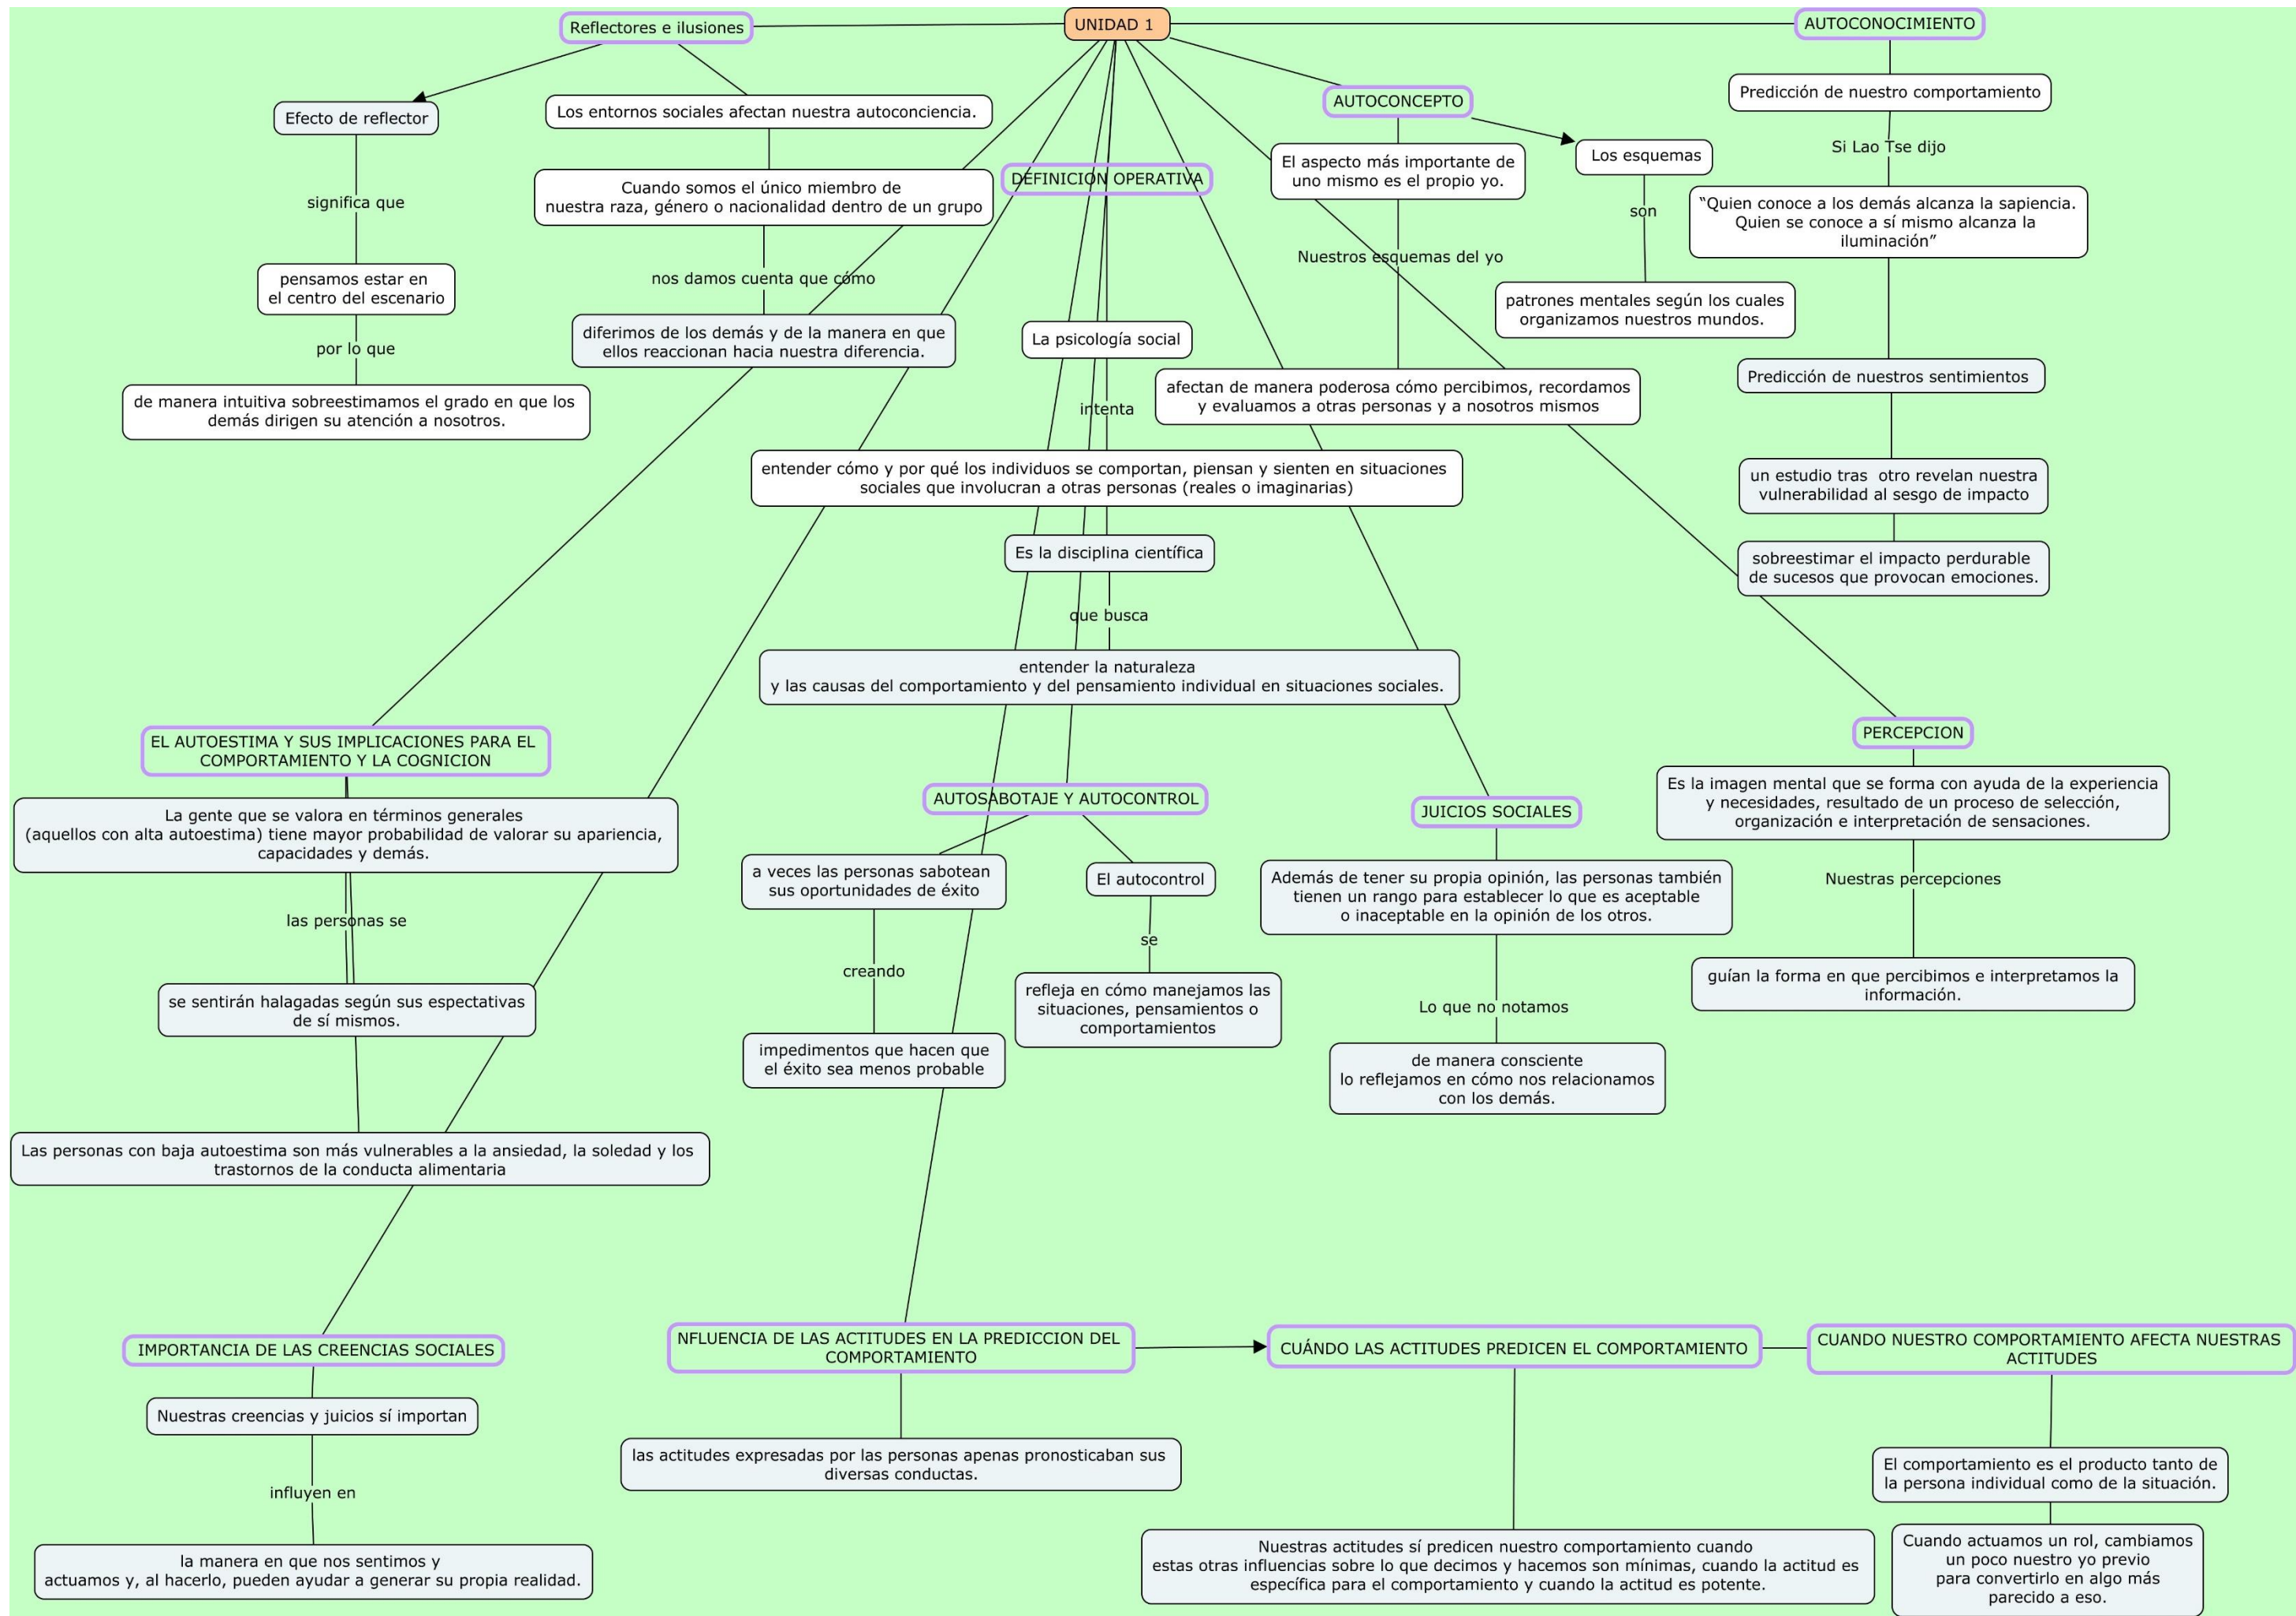 UNIDAD 1
Reflectores e ilusiones
Efecto de reflector
significa que
pensamos estar en
el centro del escenario
por lo que
de manera intuitiva sobreestimamos el grado en que los
demás dirigen su atención a nosotros.
Los entornos sociales afectan nuestra autoconciencia.
Cuando somos el único miembro de
nuestra raza, género o nacionalidad dentro de un grupo
nos damos cuenta que cómo
diferimos de los demás y de la manera en que
ellos reaccionan hacia nuestra diferencia.
DEFINICION OPERATIVA
La psicología social
intenta
entender cómo y por qué los individuos se comportan, piensan y sienten en situaciones
sociales que involucran a otras personas (reales o imaginarias)
Es la disciplina científica
que busca
entender la naturaleza
y las causas del comportamiento y del pensamiento individual en situaciones sociales.
AUTOCONCEPTO
El aspecto más importante de
uno mismo es el propio yo.
Nuestros esquemas del yo
afectan de manera poderosa cómo percibimos, recordamos
y evaluamos a otras personas y a nosotros mismos
Los esquemas
son
patrones mentales según los cuales
organizamos nuestros mundos.
AUTOCONOCIMIENTO
Predicción de nuestro comportamiento
Si Lao Tse dijo
“Quien conoce a los demás alcanza la sapiencia.
Quien se conoce a sí mismo alcanza la
iluminación”
Predicción de nuestros sentimientos
un estudio tras  otro revelan nuestra
vulnerabilidad al sesgo de impacto
sobreestimar el impacto perdurable
de sucesos que provocan emociones.
EL AUTOESTIMA Y SUS IMPLICACIONES PARA EL
COMPORTAMIENTO Y LA COGNICION
La gente que se valora en términos generales
(aquellos con alta autoestima) tiene mayor probabilidad de valorar su apariencia,
capacidades y demás.
las personas se
se sentirán halagadas según sus espectativas
de sí mismos.
Las personas con baja autoestima son más vulnerables a la ansiedad, la soledad y los
trastornos de la conducta alimentaria
AUTOSABOTAJE Y AUTOCONTROL
a veces las personas sabotean
sus oportunidades de éxito
creando
impedimentos que hacen que
el éxito sea menos probable
El autocontrol
se
refleja en cómo manejamos las
situaciones, pensamientos o
comportamientos
JUICIOS SOCIALES
Además de tener su propia opinión, las personas también
tienen un rango para establecer lo que es aceptable
o inaceptable en la opinión de los otros.
Lo que no notamos
de manera consciente
lo reflejamos en cómo nos relacionamos
con los demás.
PERCEPCION
Es la imagen mental que se forma con ayuda de la experiencia
y necesidades, resultado de un proceso de selección,
organización e interpretación de sensaciones.
Nuestras percepciones
guían la forma en que percibimos e interpretamos la
información.
IMPORTANCIA DE LAS CREENCIAS SOCIALES
Nuestras creencias y juicios sí importan
influyen en
la manera en que nos sentimos y
actuamos y, al hacerlo, pueden ayudar a generar su propia realidad.
NFLUENCIA DE LAS ACTITUDES EN LA PREDICCION DEL
COMPORTAMIENTO
las actitudes expresadas por las personas apenas pronosticaban sus
diversas conductas.
CUÁNDO LAS ACTITUDES PREDICEN EL COMPORTAMIENTO
Nuestras actitudes sí predicen nuestro comportamiento cuando
estas otras influencias sobre lo que decimos y hacemos son mínimas, cuando la actitud es
específica para el comportamiento y cuando la actitud es potente.
CUANDO NUESTRO COMPORTAMIENTO AFECTA NUESTRAS
ACTITUDES
El comportamiento es el producto tanto de
la persona individual como de la situación.
Cuando actuamos un rol, cambiamos
un poco nuestro yo previo
para convertirlo en algo más
parecido a eso.